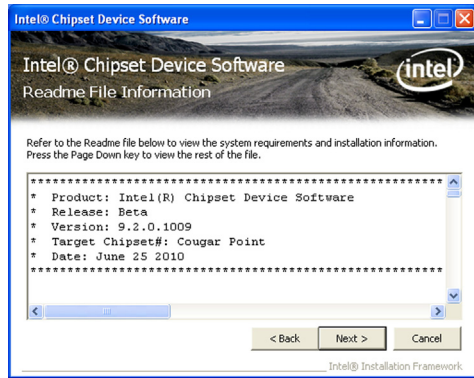 Intel® Chipset Device Software
Intel® Chipset Device Software
Readme File Information
intel
Refer to the Readme file below to view the system requirements and installation information.
Press the Page Down key to view the rest of the file.
************************************************
* Product: Intel(R) Chipset Device Software
* Release: Beta
* Version: 9.2.0.1009
* Target Chipset#: Cougar Point
* Date: June 25 2010
************************************************
< Back Next > Cancel
Intel® Installation Framework